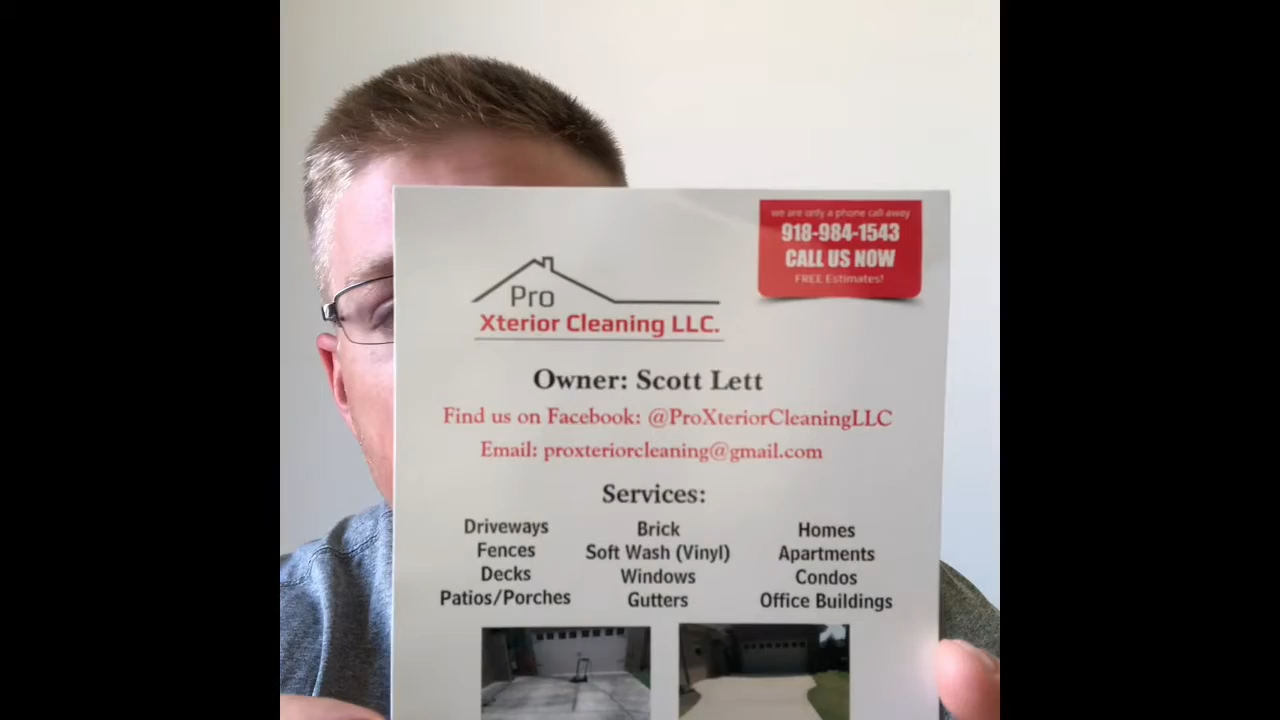 we are only a phone call away
918-984-1543
CALL US NOW
FREE Estimates!
Pro
Xterior Cleaning LLC.
Owner: Scott Lett
Find us on Facebook: @ProXteriorCleaningLLC
Email: proxteriorcleaning@gmail.com
Services:
Driveways Brick Homes
Fences Soft Wash (Vinyl) Apartments
Decks Windows Condos
Patios/Porches Gutters Office Buildings